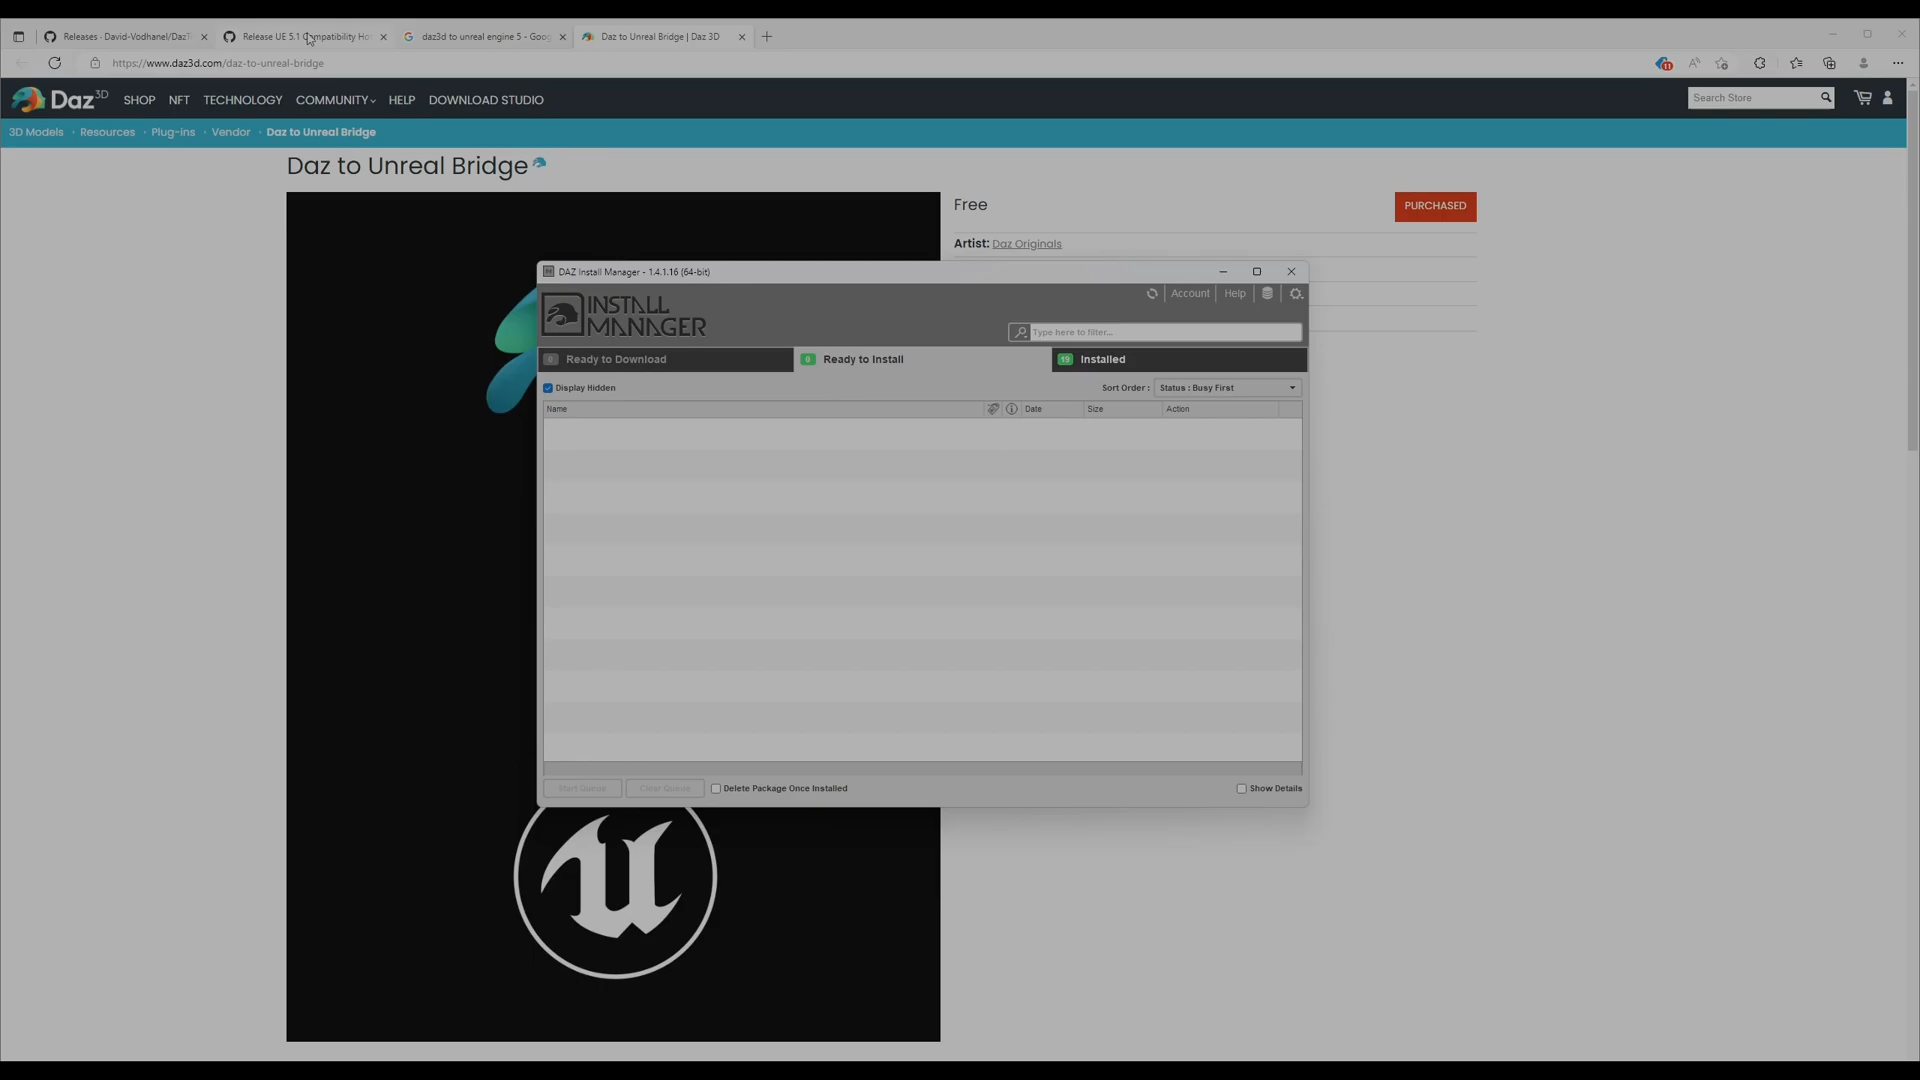 Releases · David-Vodhanel/DazT
Release UE 5.1 Compatibility Ho
daz3d to unreal engine 5 - Goog
Daz to Unreal Bridge | Daz 3D
https://www.daz3d.com/daz-to-unreal-bridge
11
Daz 3D
SHOP
NFT
TECHNOLOGY
COMMUNITY
HELP
DOWNLOAD STUDIO
Search Store
3D Models
Resources
Plug-ins
Vendor
Daz to Unreal Bridge
Daz to Unreal Bridge
Free
PURCHASED
Artist: Daz Originals
DAZ Install Manager - 1.4.1.16 (64-bit)
INSTALL
MANAGER
Account
Help
Type here to filter...
0 Ready to Download
0 Ready to Install
19 Installed
Display Hidden
Sort Order :
Status : Busy First
Name
Date
Size
Action
Start Queue
Clear Queue
Delete Package Once Installed
Show Details